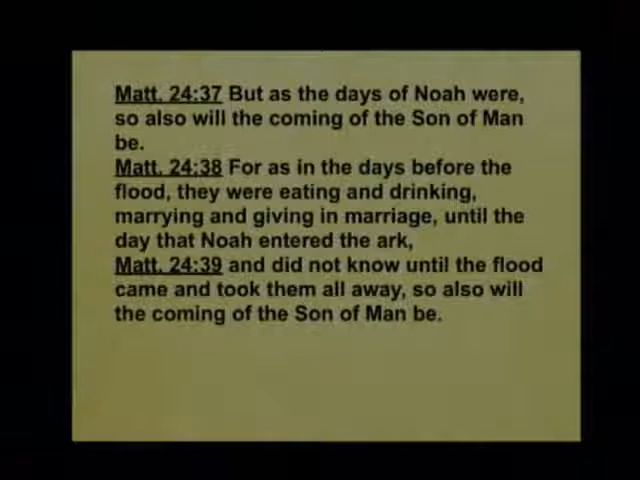 Matt. 24:37 But as the days of Noah were,
so also will the coming of the Son of Man
be.
Matt. 24:38 For as in the days before the
flood, they were eating and drinking,
marrying and giving in marriage, until the
day that Noah entered the ark,
Matt. 24:39 and did not know until the flood
came and took them all away, so also will
the coming of the Son of Man be.